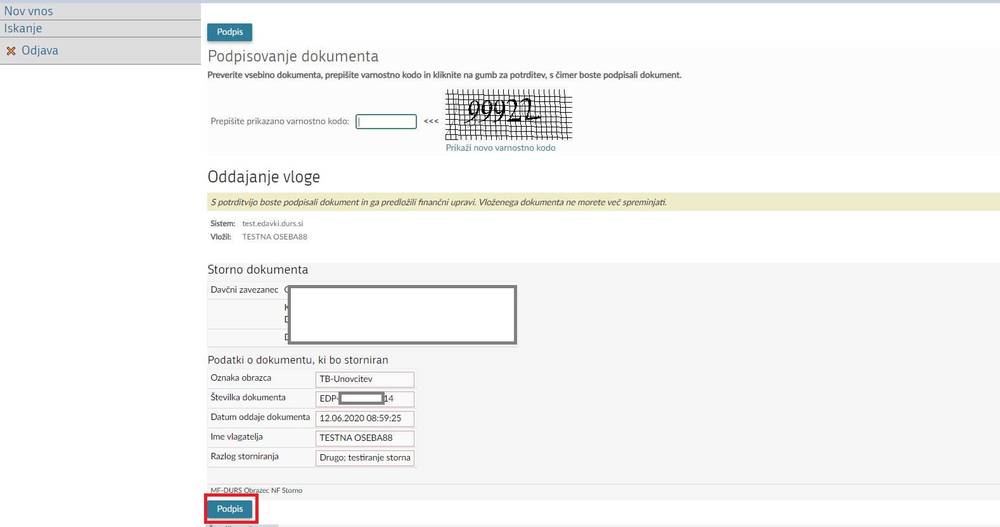 Nov vnos
Iskanje
Odjava
Podpis
Podpisovanje dokumenta
Preverite vsebino dokumenta, prepišite varnostno kodo in kliknite na gumb za potrditev, s čimer boste podpisali dokument.
99922
Prepišite prikazano varnostno kodo: <<<
Prikaži novo varnostno kodo
Oddajanje vloge
S potrditvijo boste podpisali dokument in ga predložili finančni upravi. Vloženega dokumenta ne morete več spreminjati.
Sistem: test.edavki.durs.si
Vložil: TESTNA OSEBA88
Storno dokumenta
Davčni zavezanec
Podatki o dokumentu, ki bo storniran
Oznaka obrazca TB-Unovcitev
Številka dokumenta EDP- 14
Datum oddaje dokumenta 12.06.2020 08:59:25
Ime vlagatelja TESTNA OSEBA88
Razlog storniranja Drugo; testiranje storna
MF-DURS Obrazec NF Storno
Podpis